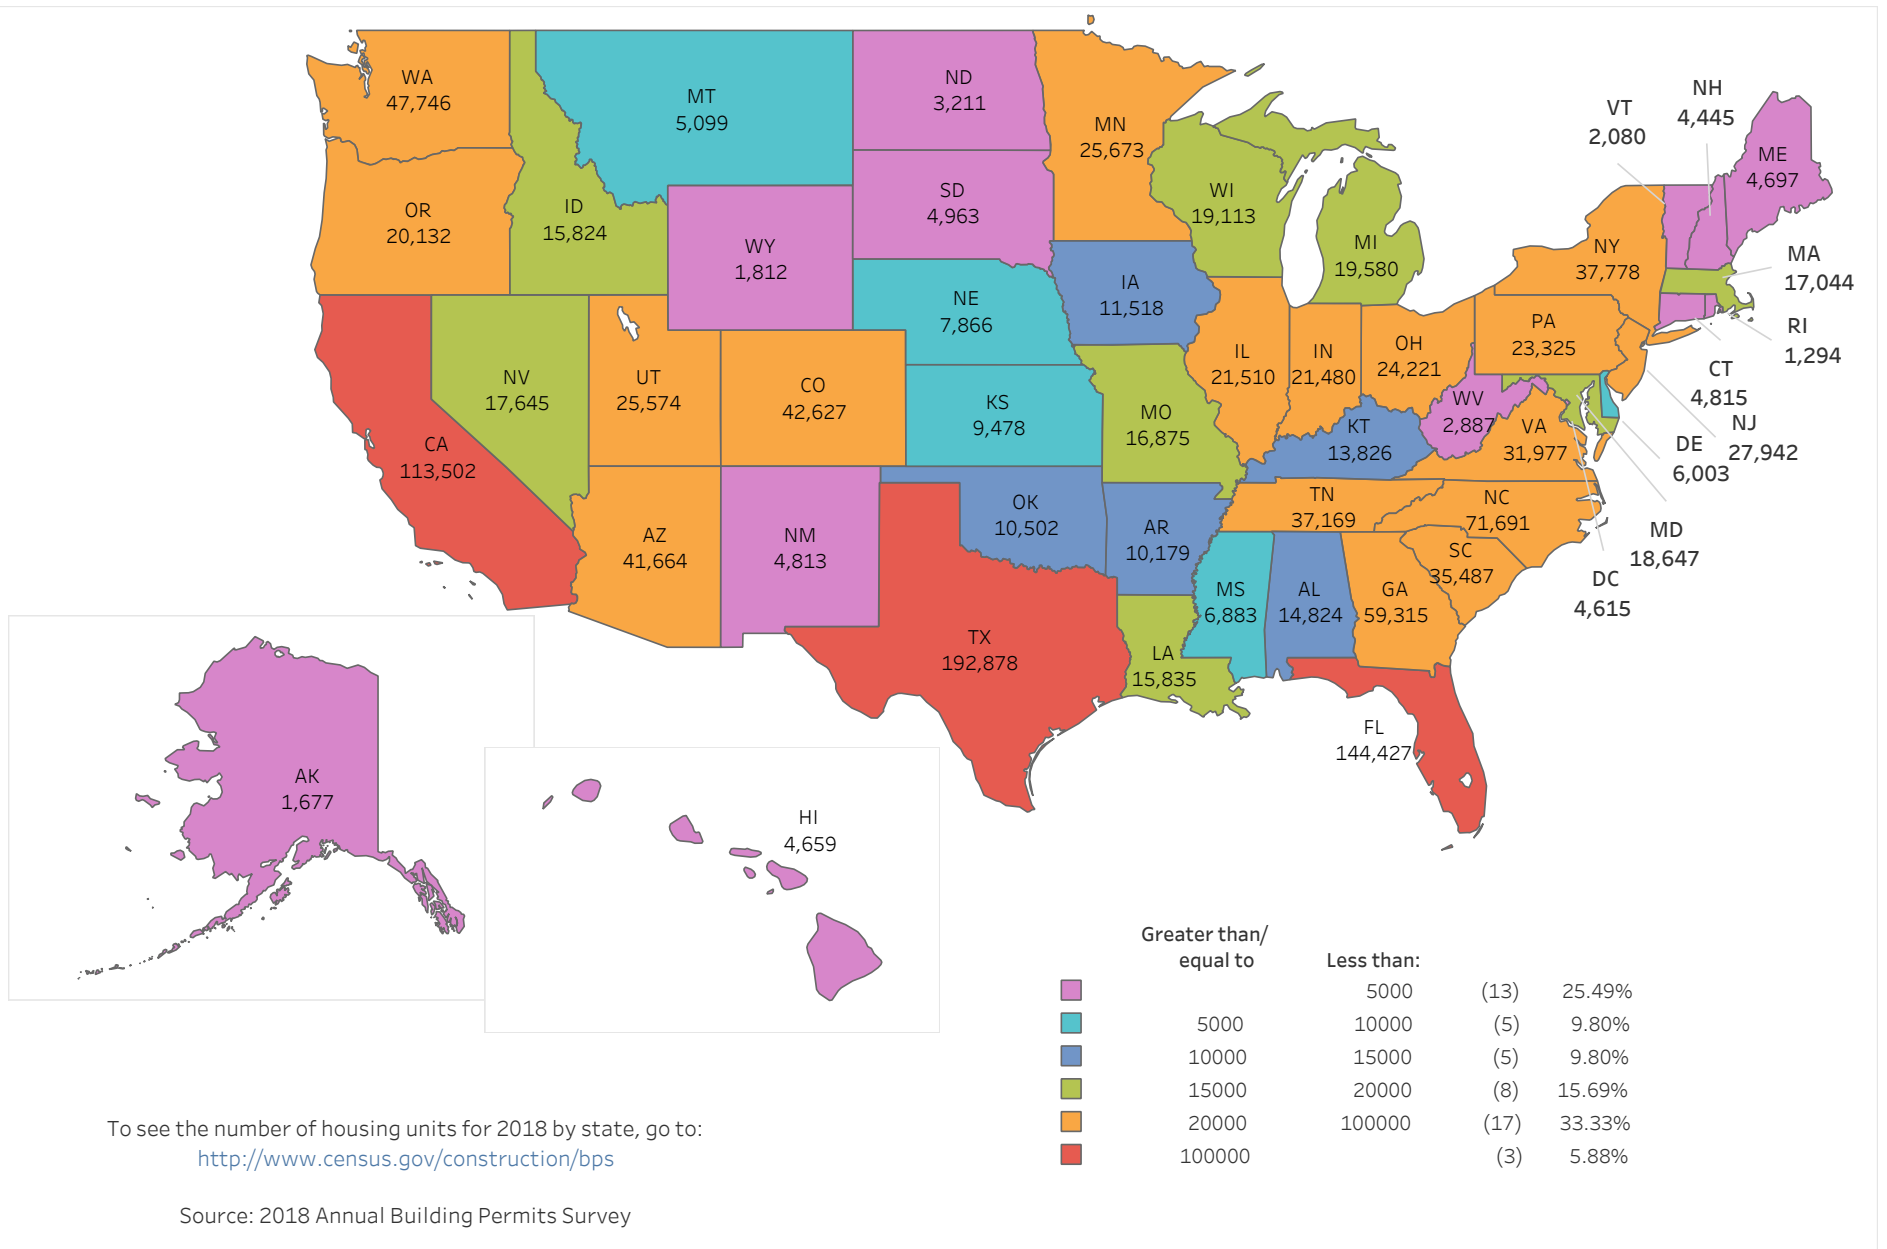 WA
47,746
MT
5,099
ND
3,211
MN
25,673
VT
2,080
NH
4,445
ME
4,697
OR
20,132
ID
15,824
WY
1,812
SD
4,963
WI
19,113
MI
19,580
NY
37,778
MA
17,044
NE
7,866
IA
11,518
RI
1,294
NV
17,645
UT
25,574
CO
42,627
KS
9,478
MO
16,875
IL
21,510
IN
21,480
OH
24,221
PA
23,325
CT
4,815
NJ
27,942
CA
113,502
KT
13,826
WV
2,887
VA
31,977
DE
6,003
AZ
41,664
NM
4,813
OK
10,502
AR
10,179
TN
37,169
NC
71,691
MD
18,647
SC
35,487
DC
4,615
TX
192,878
MS
6,883
AL
14,824
GA
59,315
LA
15,835
FL
144,427
AK
1,677
HI
4,659
Greater than/
equal to
Less than:
5000 (13) 25.49%
5000 10000 (5) 9.80%
10000 15000 (5) 9.80%
15000 20000 (8) 15.69%
20000 100000 (17) 33.33%
100000 (3) 5.88%
To see the number of housing units for 2018 by state, go to:
http://www.census.gov/construction/bps
Source: 2018 Annual Building Permits Survey